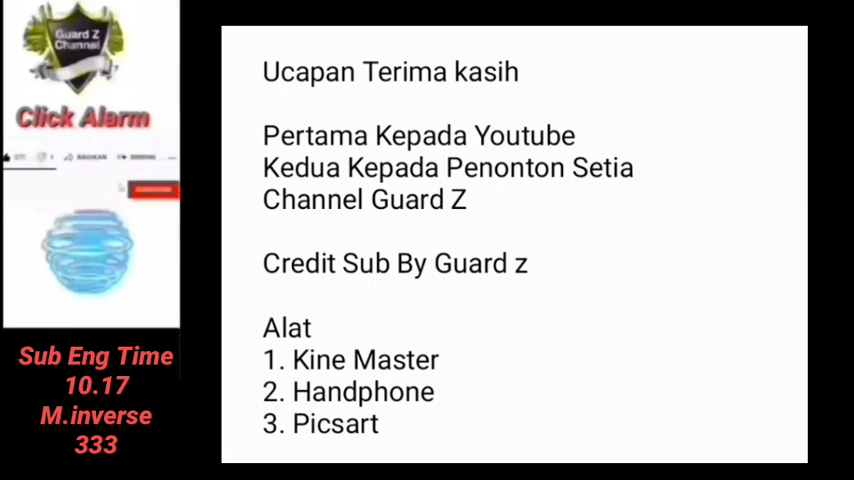 Guard Z
Channel
Click Alarm
BAGIKAN
Sub Eng Time
10.17
M.inverse
333
Ucapan Terima kasih
Pertama Kepada Youtube
Kedua Kepada Penonton Setia
Channel Guard Z
Credit Sub By Guard z
Alat
1. Kine Master
2. Handphone
3. Picsart